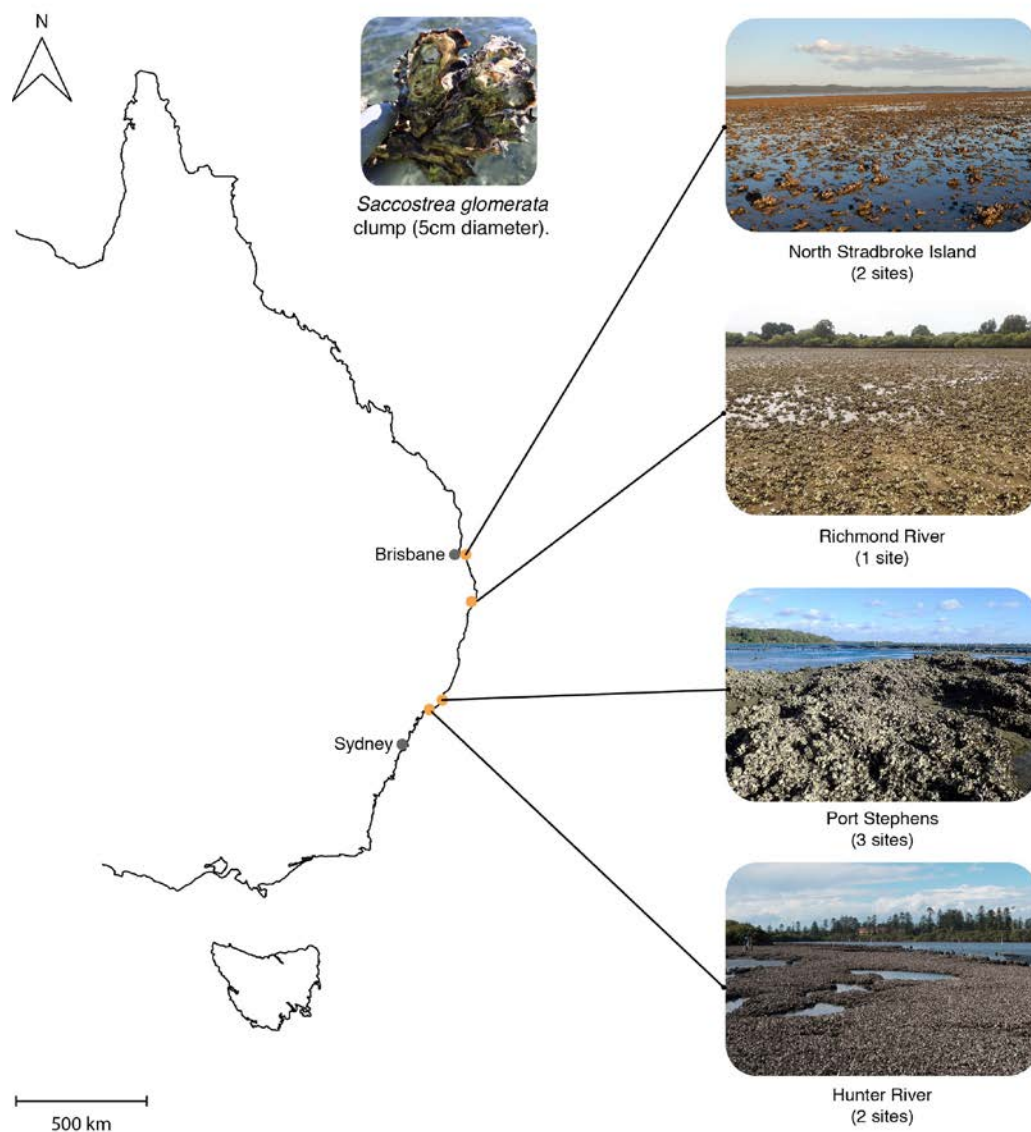 N
Saccostrea glomerata
clump (5cm diameter).
North Stradbroke Island
(2 sites)
Richmond River
(1 site)
Brisbane
Port Stephens
(3 sites)
Sydney
Hunter River
(2 sites)
500 km